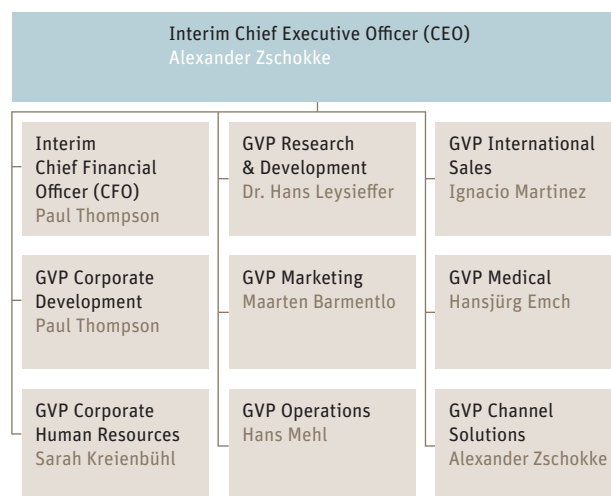 Interim Chief Executive Officer (CEO)
Alexander Zschokke
Interim
Chief Financial
Officer (CFO)
Paul Thompson
GVP Research
& Development
Dr. Hans Leysieffer
GVP International
Sales
Ignacio Martinez
GVP Corporate
Development
Paul Thompson
GVP Marketing
Maarten Barmentlo
GVP Medical
Hansjürg Emch
GVP Corporate
Human Resources
Sarah Kreienbühl
GVP Operations
Hans Mehl
GVP Channel
Solutions
Alexander Zschokke